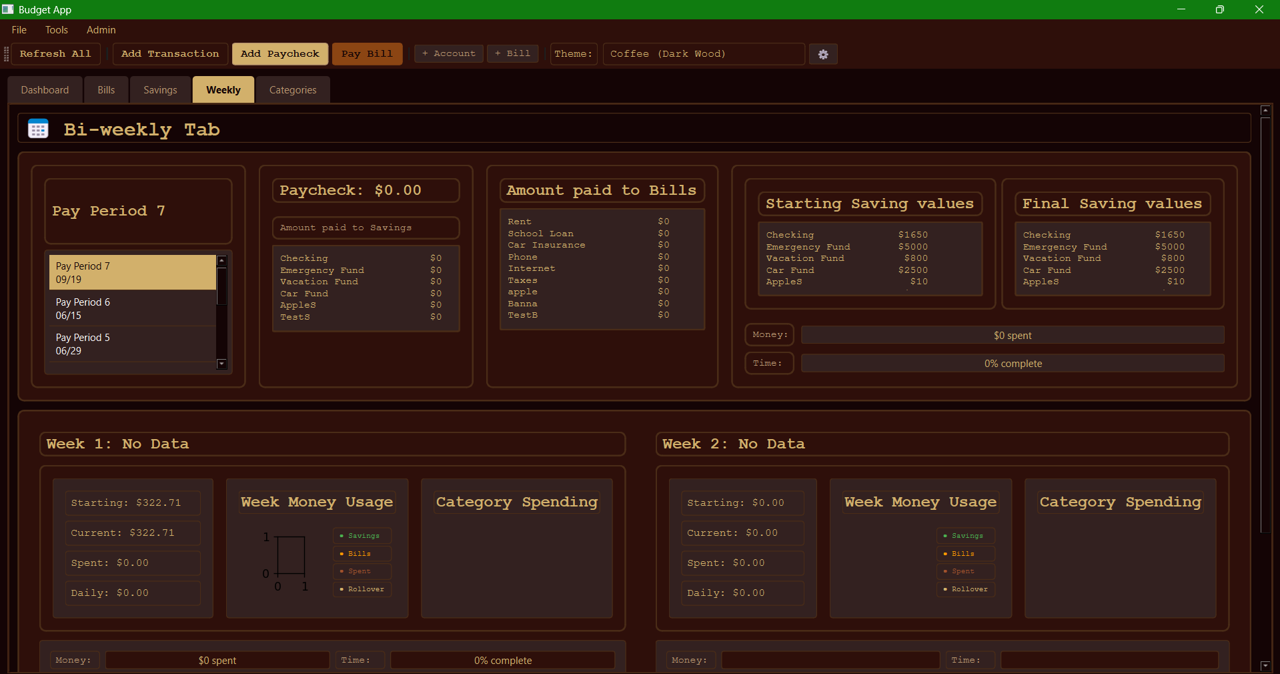 Budget App
File Tools Admin
Refresh All Add Transaction Add Paycheck Pay Bill + Account + Bill Theme: Coffee (Dark Wood)
Dashboard Bills Savings Weekly Categories
Bi-weekly Tab
Pay Period 7
Pay Period 7
09/19
Pay Period 6
06/15
Pay Period 5
06/29
Paycheck: $0.00
Amount paid to Savings
Checking $0
Emergency Fund $0
Vacation Fund $0
Car Fund $0
AppleS $0
TestS $0
Amount paid to Bills
Rent $0
School Loan $0
Car Insurance $0
Phone $0
Internet $0
Taxes $0
apple $0
Banna $0
TestB $0
Starting Saving values
Checking $1650
Emergency Fund $5000
Vacation Fund $800
Car Fund $2500
AppleS $10
Final Saving values
Checking $1650
Emergency Fund $5000
Vacation Fund $800
Car Fund $2500
AppleS $10
Money: $0 spent
Time: 0% complete
Week 1: No Data
Starting: $322.71
Current: $322.71
Spent: $0.00
Daily: $0.00
Week Money Usage
1
0
0 1
• Savings
• Bills
• Spent
• Rollover
Category Spending
Money: $0 spent Time: 0% complete
Week 2: No Data
Starting: $0.00
Current: $0.00
Spent: $0.00
Daily: $0.00
Week Money Usage
• Savings
• Bills
• Spent
• Rollover
Category Spending
Money: Time: